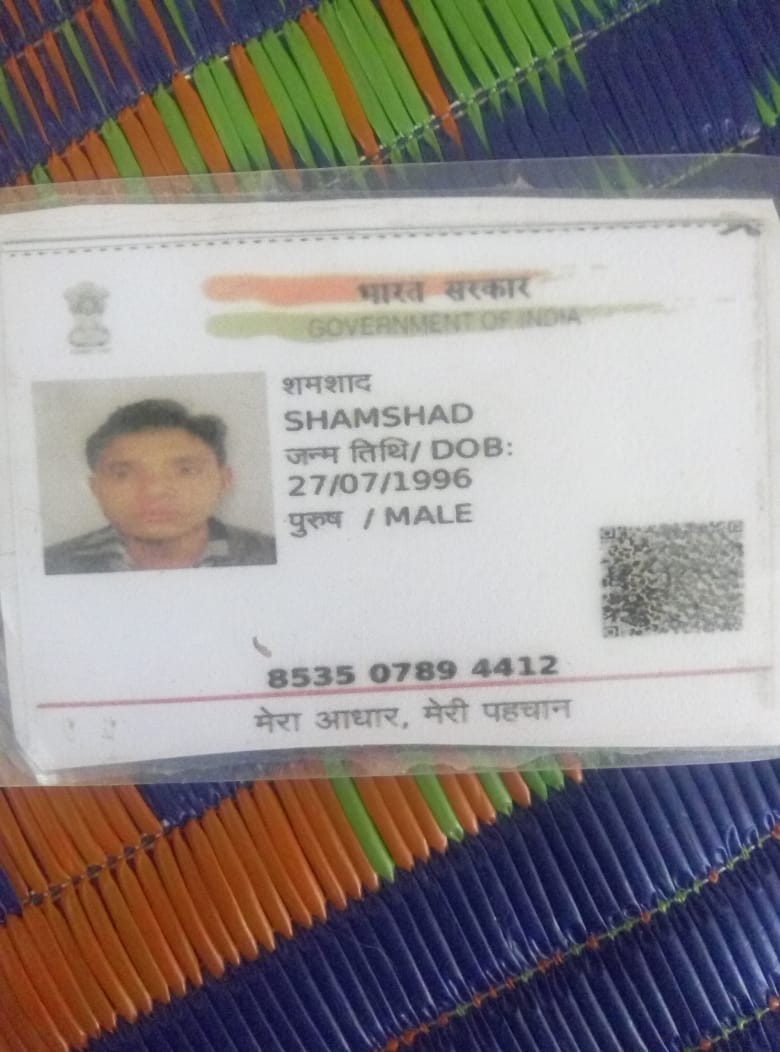 भारत सरकार
GOVERNMENT OF INDIA
शमशाद
SHAMSHAD
जन्म तिथि/ DOB:
27/07/1996
पुरुष / MALE
8535 0789 4412
मेरा आधार, मेरी पहचान